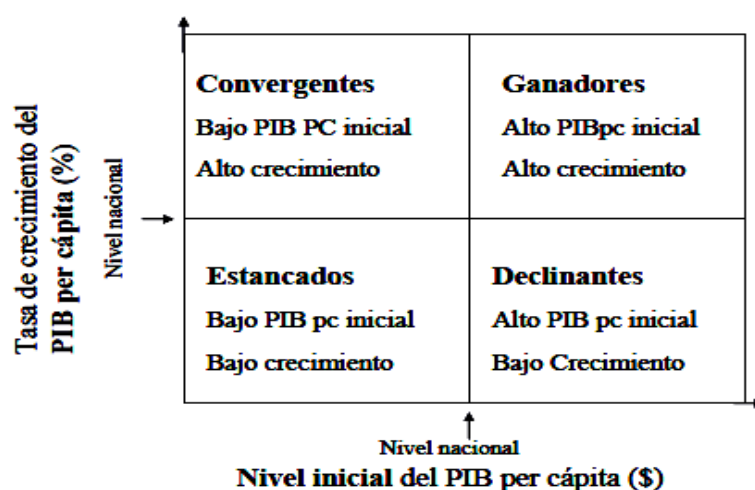 Tasa de crecimiento del
PIB per cápita (%)
Nivel nacional
Convergentes
Bajo PIB PC inicial
Alto crecimiento
Ganadores
Alto PIBpc inicial
Alto crecimiento
Estancados
Bajo PIB pc inicial
Bajo crecimiento
Declinantes
Alto PIB pc inicial
Bajo Crecimiento
Nivel nacional
Nivel inicial del PIB per cápita ($)